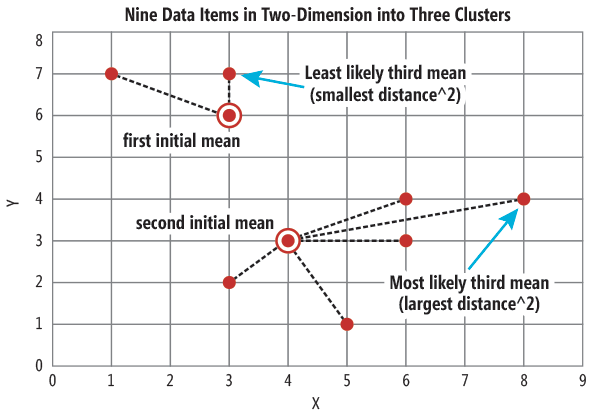 Nine Data Items in Two-Dimension into Three Clusters
8
7
6
5
4
3
2
1
0
Y
Least likely third mean
(smallest distance^2)
first initial mean
second initial mean
Most likely third mean
(largest distance^2)
0 1 2 3 4 5 6 7 8 9
X